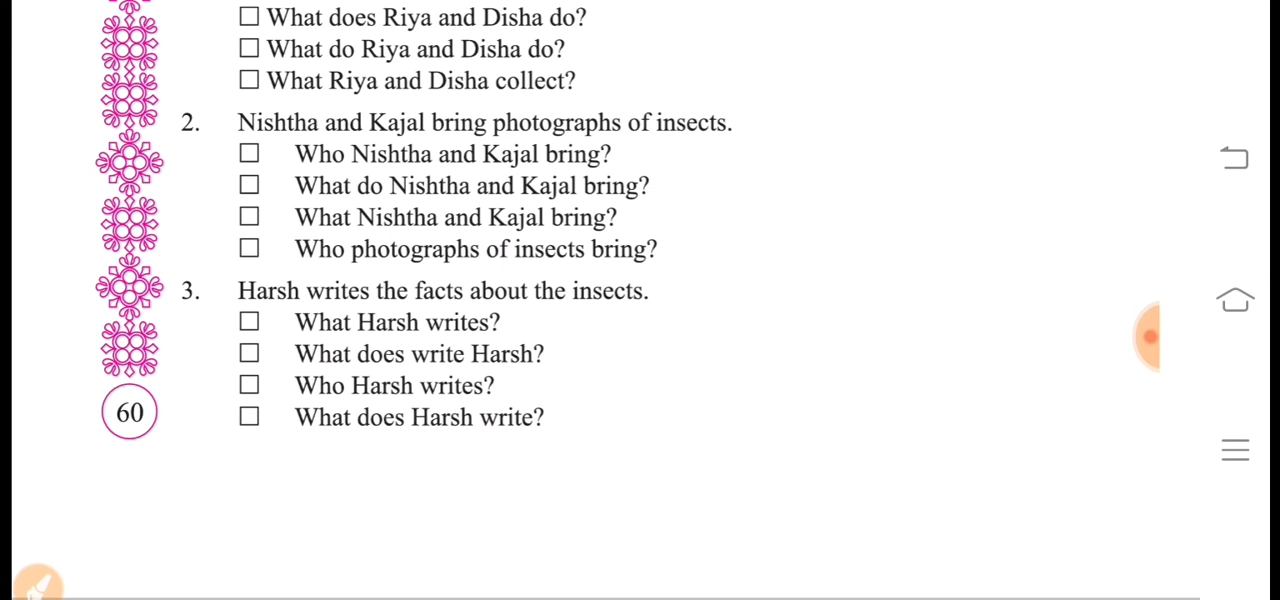 ☐ What does Riya and Disha do?
☐ What do Riya and Disha do?
☐ What Riya and Disha collect?
2. Nishtha and Kajal bring photographs of insects.
☐ Who Nishtha and Kajal bring?
☐ What do Nishtha and Kajal bring?
☐ What Nishtha and Kajal bring?
☐ Who photographs of insects bring?
3. Harsh writes the facts about the insects.
☐ What Harsh writes?
☐ What does write Harsh?
☐ Who Harsh writes?
☐ What does Harsh write?
60